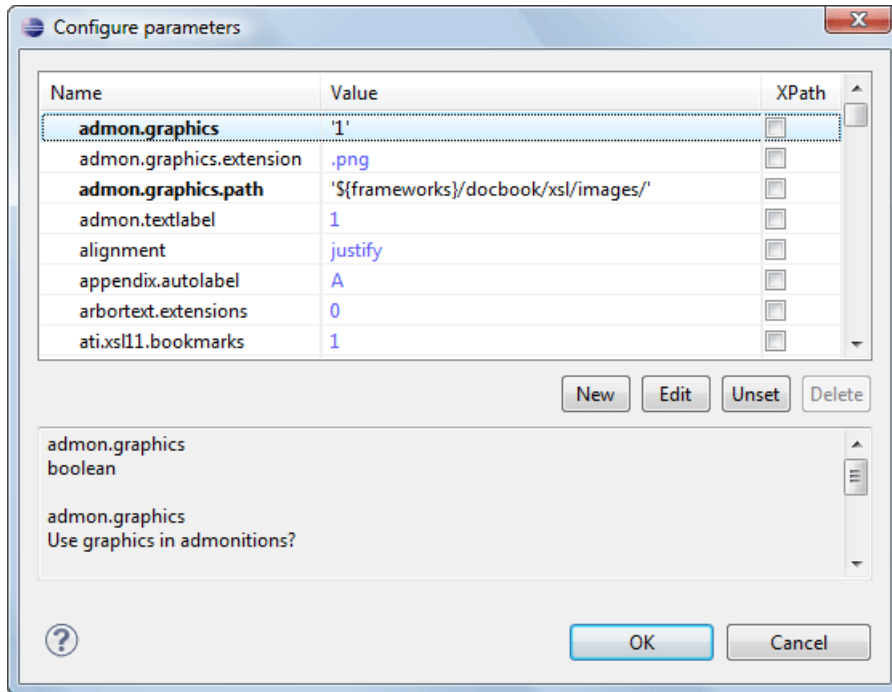 Configure parameters
Name Value XPath
admon.graphics '1'
admon.graphics.extension .png
admon.graphics.path '${frameworks}/docbook/xsl/images/'
admon.textlabel 1
alignment justify
appendix.autolabel A
arbortext.extensions 0
ati.xsl11.bookmarks 1
New Edit Unset Delete
admon.graphics
boolean
admon.graphics
Use graphics in admonitions?
OK Cancel